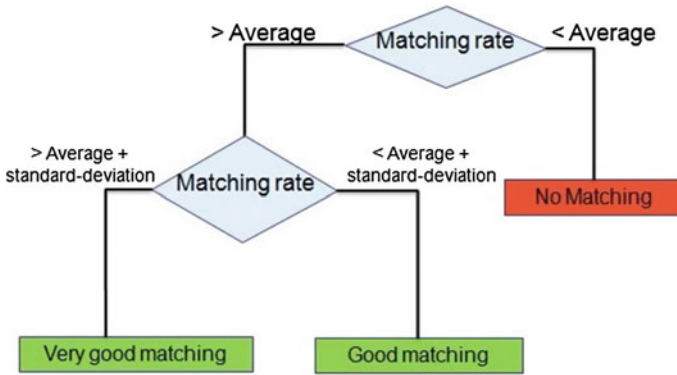 > Average
Matching rate
< Average
> Average +
standard-deviation
Matching rate
< Average +
standard-deviation
No Matching
Very good matching
Good matching